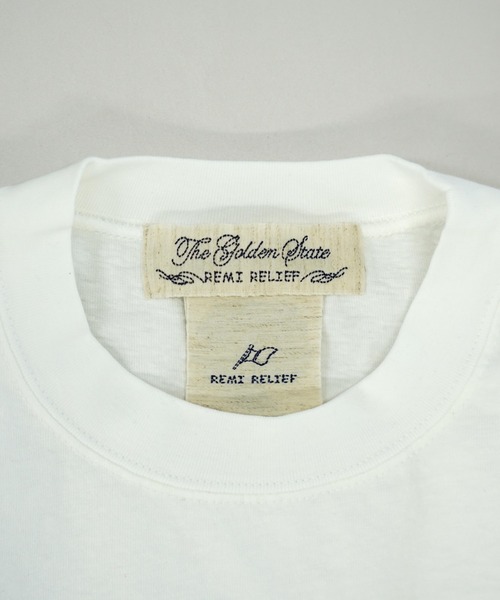 The Golden State
REMI RELIEF
REMI RELIEF